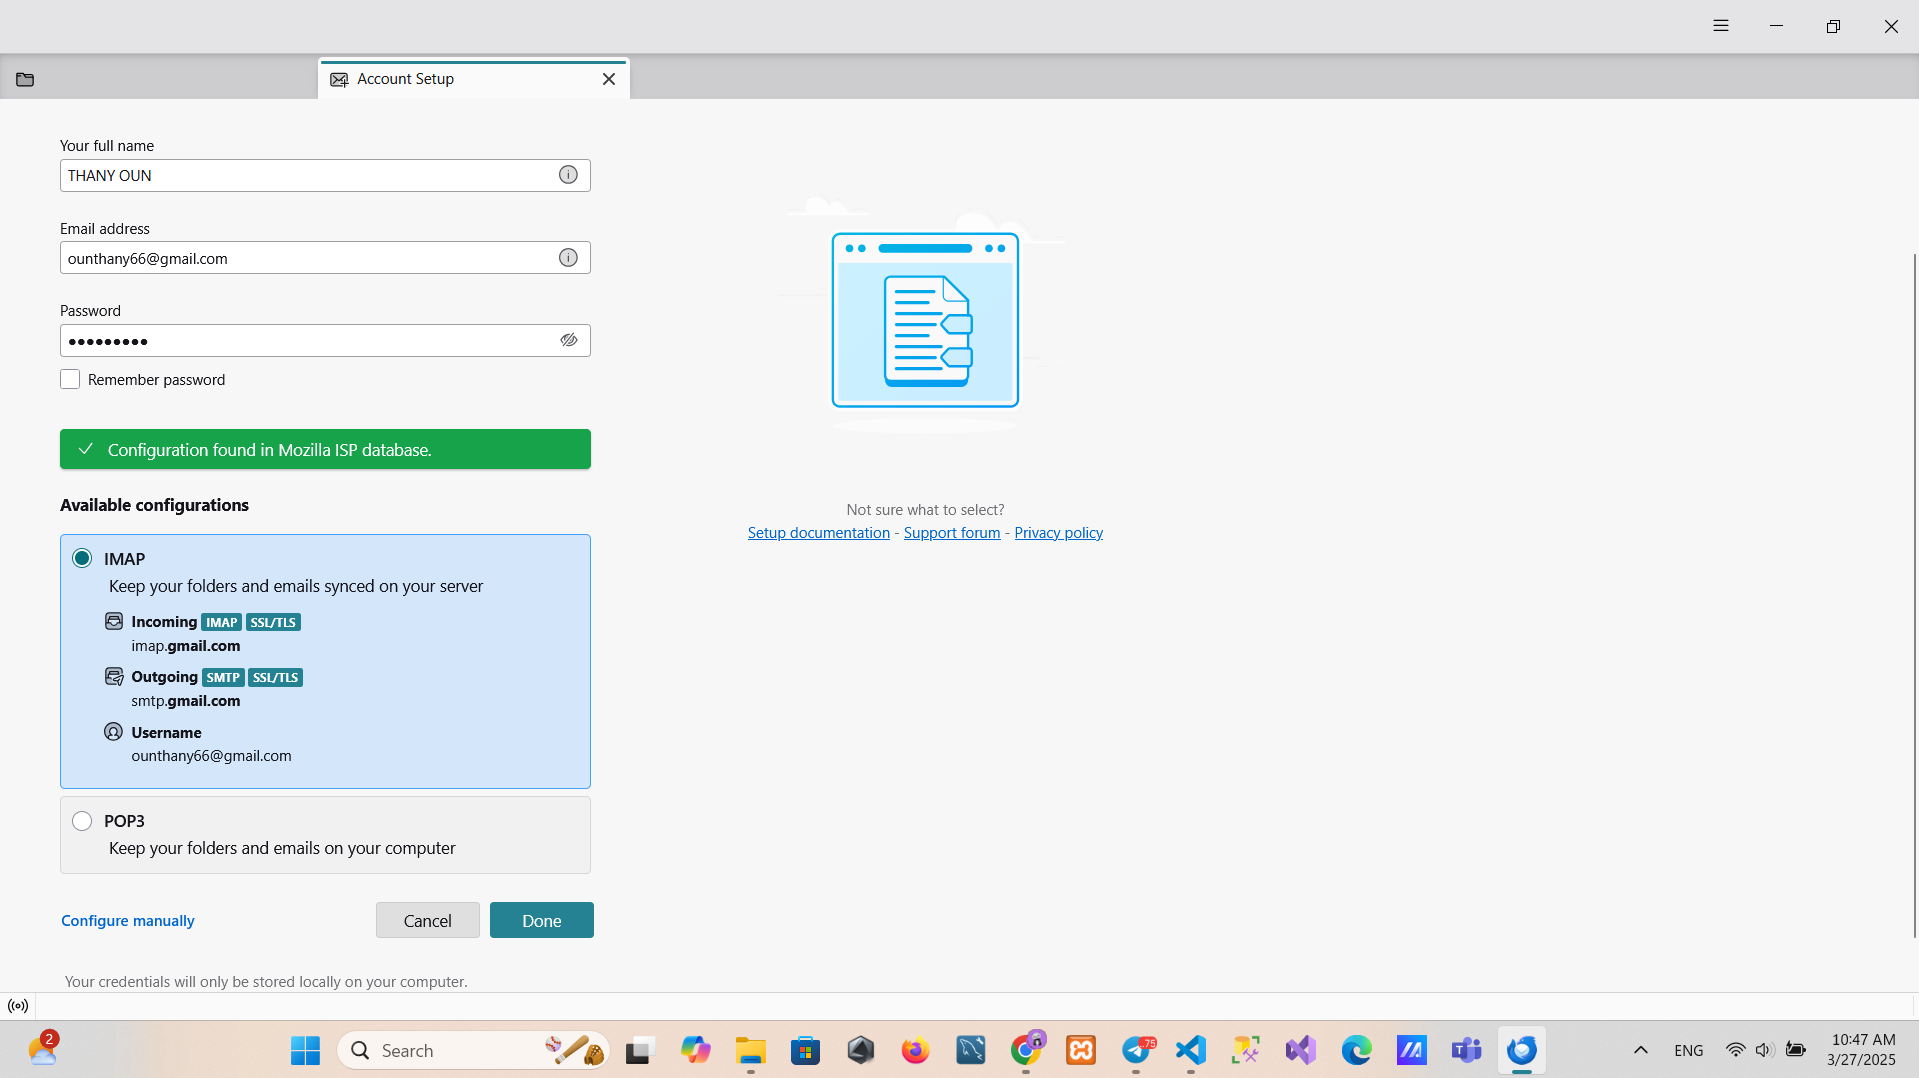 Account Setup
Your full name
THANY OUN
Email address
ounthany66@gmail.com
Password
•••••••••
Remember password
Configuration found in Mozilla ISP database.
Available configurations
IMAP
Keep your folders and emails synced on your server
Incoming IMAP SSL/TLS
imap.gmail.com
Outgoing SMTP SSL/TLS
smtp.gmail.com
Username
ounthany66@gmail.com
POP3
Keep your folders and emails on your computer
Configure manually
Cancel
Done
Your credentials will only be stored locally on your computer.
Not sure what to select?
Setup documentation - Support forum - Privacy policy
2
Search
..75
ENG
10:47 AM
3/27/2025